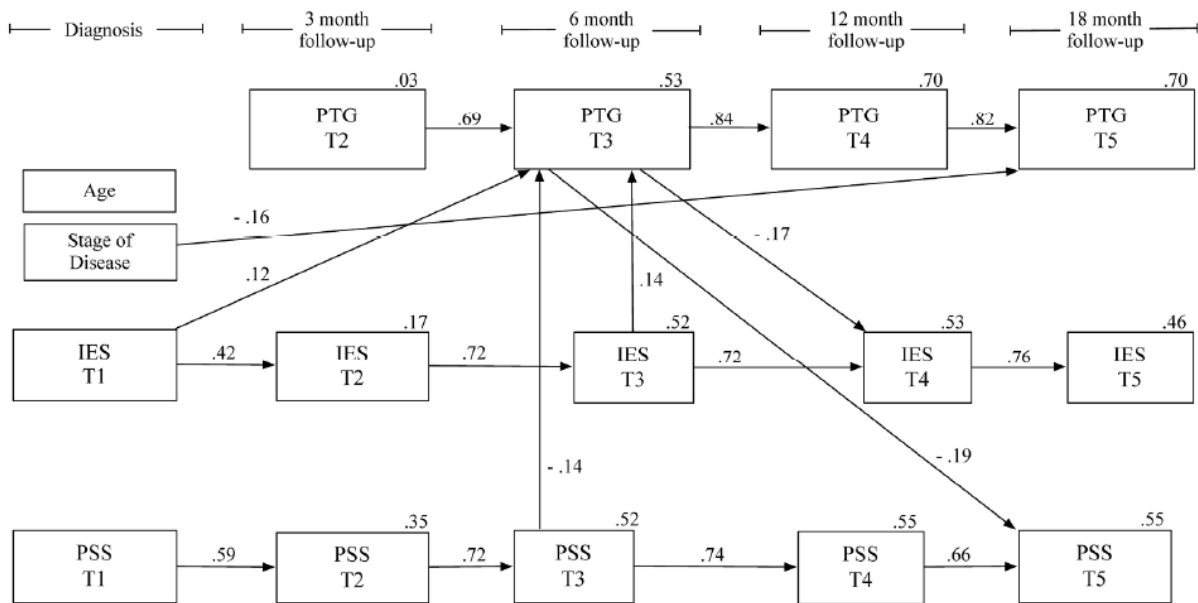 Diagnosis
3 month
follow-up
6 month
follow-up
12 month
follow-up
18 month
follow-up
.03
.53
.70
.70
PTG
T2
.69
PTG
T3
.84
PTG
T4
.82
PTG
T5
Age
Stage of
Disease
- .16
.12
.14
- .17
.17
.52
.53
.46
IES
T1
.42
IES
T2
.72
IES
T3
.72
IES
T4
.76
IES
T5
- .14
- .19
.35
.52
.55
.55
PSS
T1
.59
PSS
T2
.72
PSS
T3
.74
PSS
T4
.66
PSS
T5